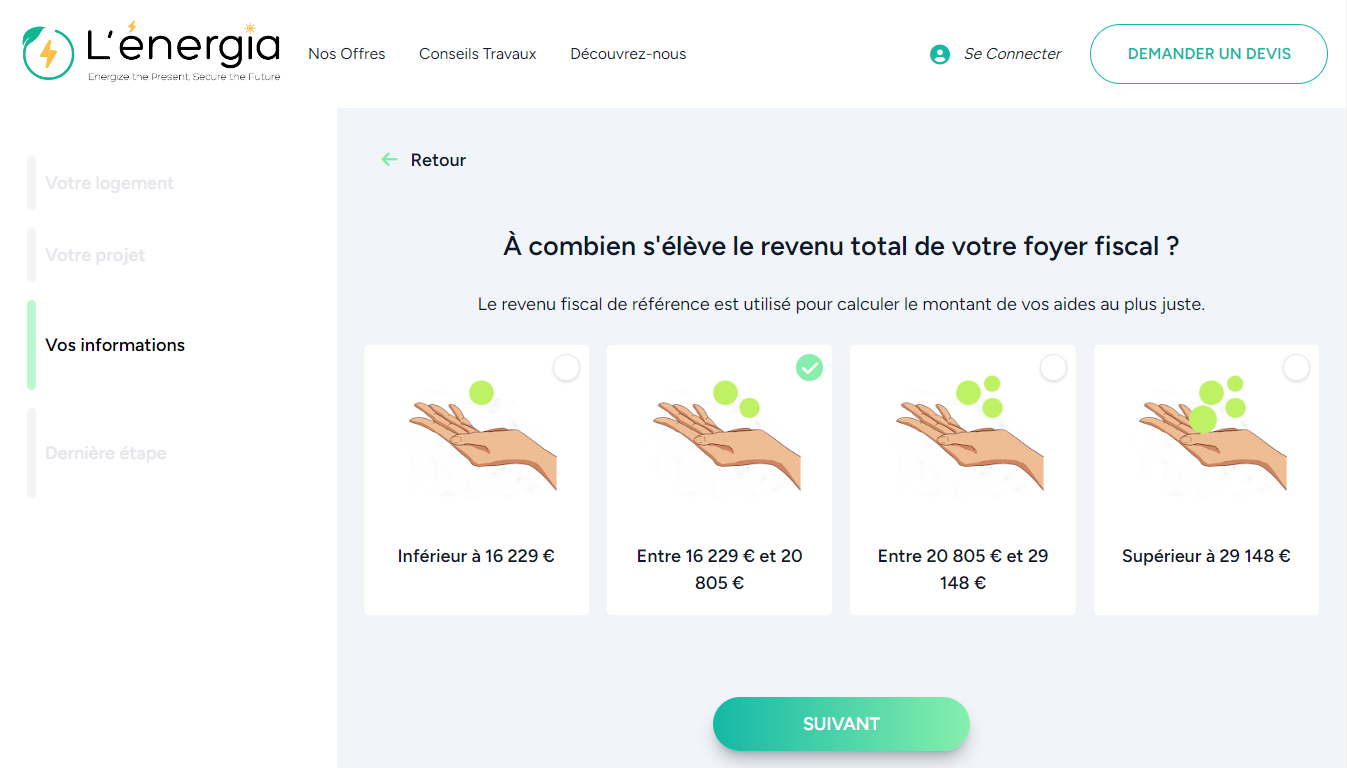 L'énergia
Energize the Present, Secure the Future
Nos Offres
Conseils Travaux
Découvrez-nous
Se Connecter
DEMANDER UN DEVIS
Votre logement
Votre projet
Vos informations
Dernière étape
Retour
À combien s'élève le revenu total de votre foyer fiscal ?
Le revenu fiscal de référence est utilisé pour calculer le montant de vos aides au plus juste.
Inférieur à 16 229 €
Entre 16 229 € et 20
805 €
Entre 20 805 € et 29
148 €
Supérieur à 29 148 €
SUIVANT